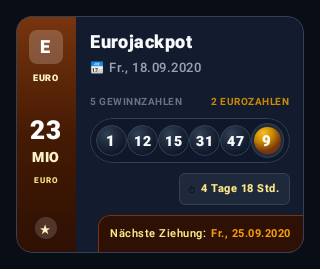 E
EURO
23
MIO
EURO
Eurojackpot
Fr., 18.09.2020
5 GEWINNZAHLEN 2 EUROZAHLEN
1 12 15 31 47 9
4 Tage 18 Std.
Nächste Ziehung: Fr., 25.09.2020